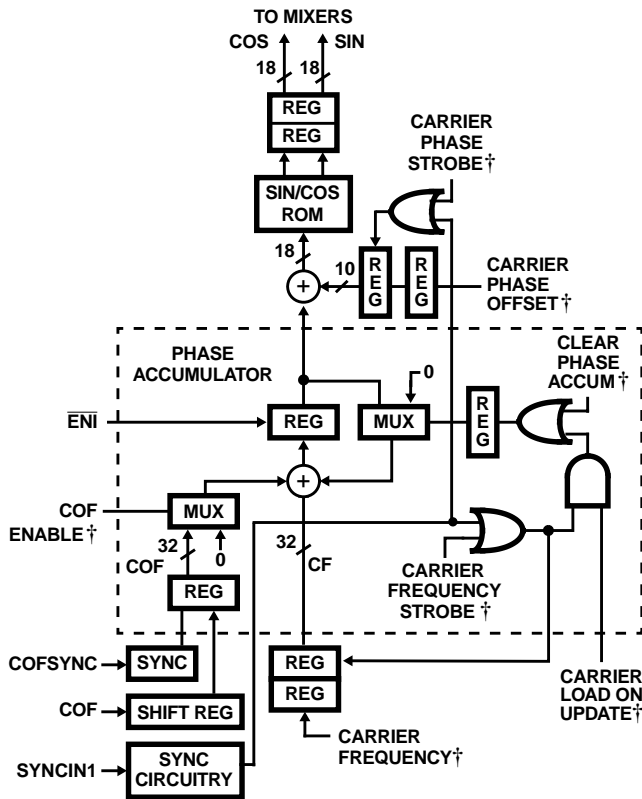 TO MIXERS
COS SIN
18 18
REG
REG
CARRIER
PHASE
STROBE†
SIN/COS
ROM
18
10
+
REG
REG
CARRIER
PHASE
OFFSET†
PHASE
ACCUMULATOR
CLEAR
PHASE
ACCUM†
0
ENI
REG
MUX
REG
+
COF
ENABLE†
MUX
32
COF
0
32
CF
CARRIER
FREQUENCY
STROBE†
REG
COFSYNC
SYNC
REG
REG
COF
SHIFT REG
CARRIER
LOAD ON
UPDATE†
CARRIER
FREQUENCY†
SYNCIN1
SYNC
CIRCUITRY